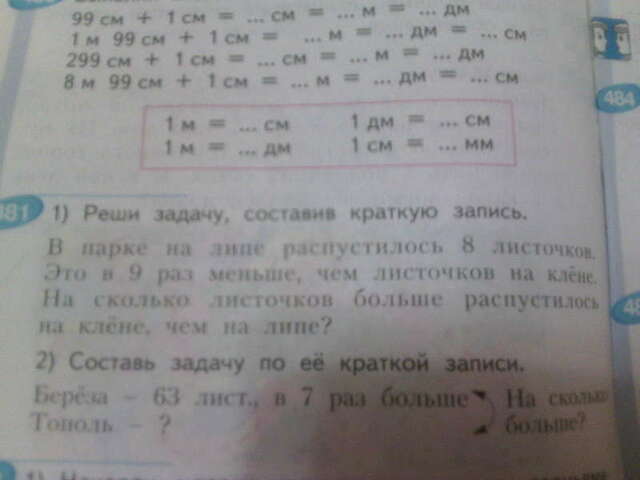 99 см + 1 см = ... см = ... м = ... дм
1 м 99 см + 1 см = ... м = ... дм = ... см
299 см + 1 см = ... см = ... м = ... дм
8 м 99 см + 1 см = ... м = ... дм = ... см
484
1 м = ... см 1 дм = ... см
1 м = ... дм 1 см = ... мм
481 1) Реши задачу, составив краткую запись.
В парке на липе распустилось 8 листочков.
Это в 9 раз меньше, чем листочков на клёне.
На сколько листочков больше распустилось
на клёне, чем на липе?
2) Составь задачу по её краткой записи.
Берёза – 63 лист., в 7 раз больше На сколько
Тополь – ? больше?